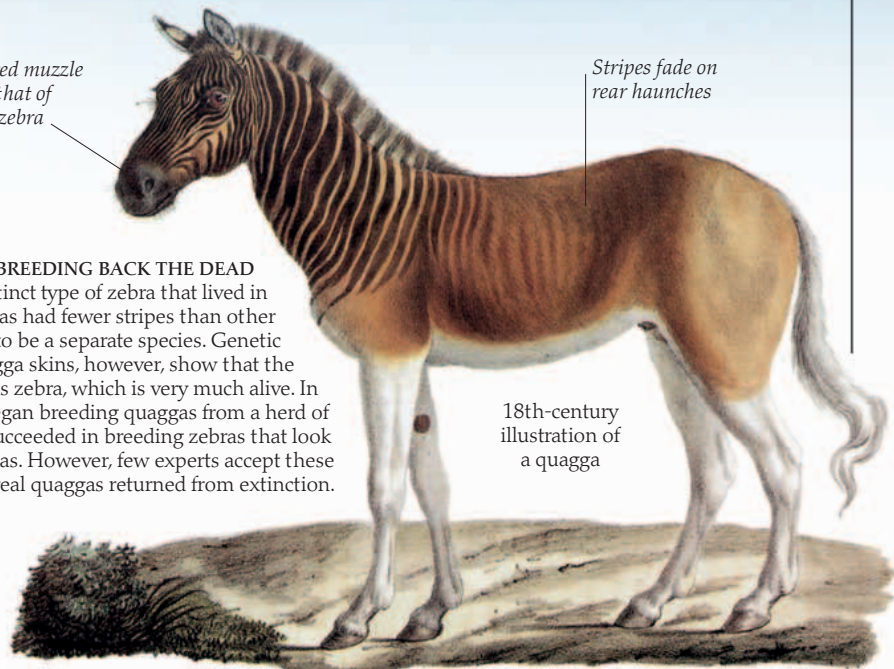 ed muzzle
that of
zebra
Stripes fade on
rear haunches
BREEDING BACK THE DEAD
tinct type of zebra that lived in
as had fewer stripes than other
to be a separate species. Genetic
gga skins, however, show that the
s zebra, which is very much alive. In
egan breeding quaggas from a herd of
ucceeded in breeding zebras that look
as. However, few experts accept these
real quaggas returned from extinction.
18th-century
illustration of
a quagga